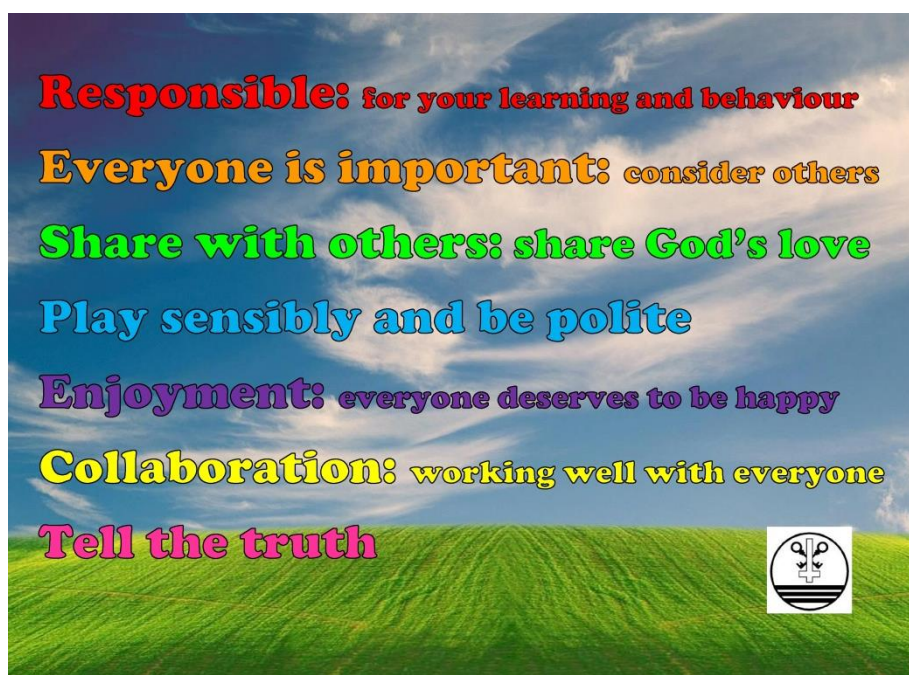 Responsible: for your learning and behaviour
Everyone is important: consider others
Share with others: share God's love
Play sensibly and be polite
Enjoyment: everyone deserves to be happy
Collaboration: working well with everyone
Tell the truth